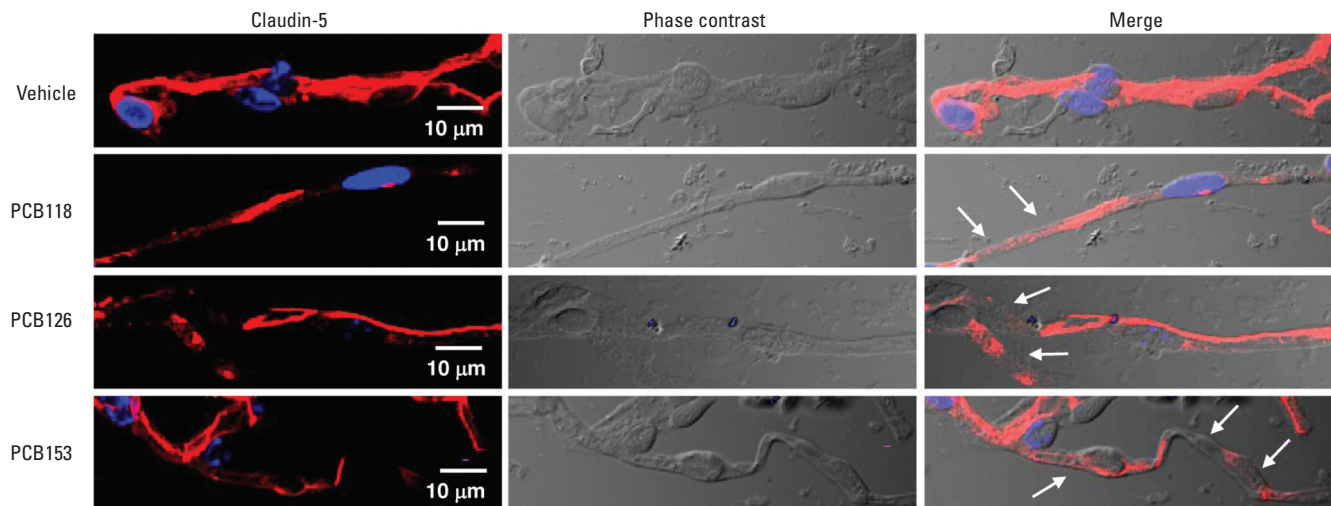 Claudin-5 Phase contrast Merge
Vehicle
10 μm
PCB118
10 μm
PCB126
10 μm
PCB153
10 μm